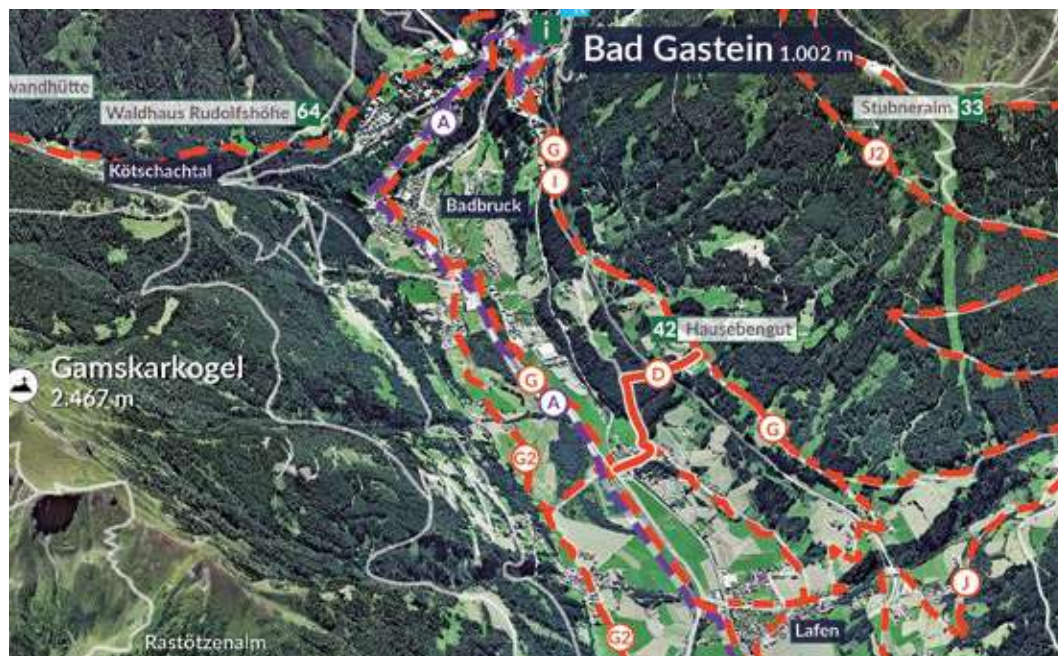 i
Bad Gastein 1.002 m
wandhütte
Waldhaus Rudolfshöhe 64
Stubneralm 33
A
G
J2
Kötschachtal
I
Badbruck
42 Hausebengut
Gamskarkogel
2.467 m
D
G
A
G
G2
J
G2
Lafen
Rastötzenalm